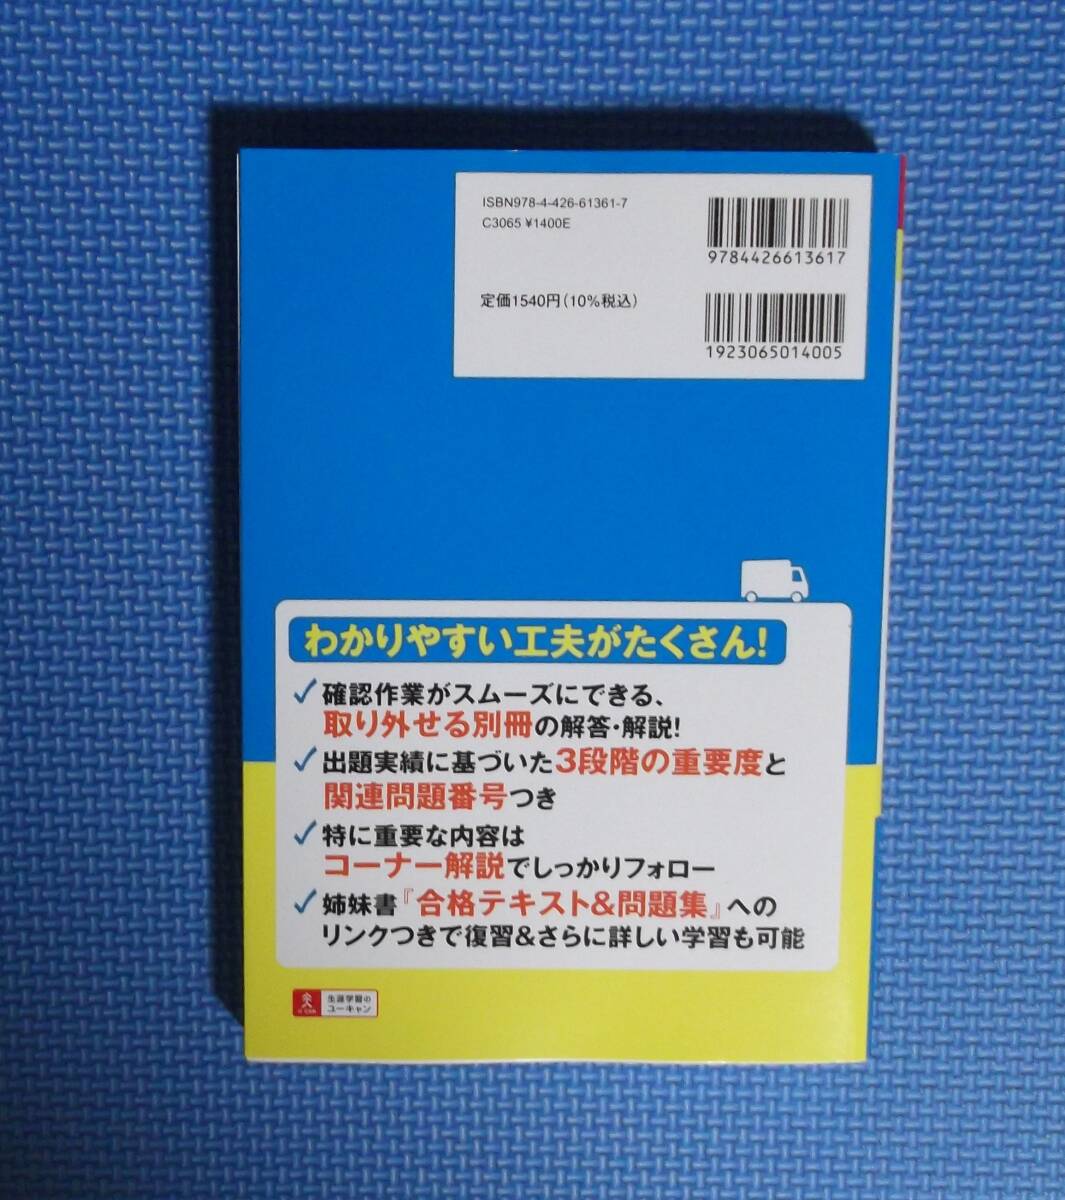 ISBN978-4-426-61361-7
C3065 ¥1400E
9784426613617
定価1540円(10%税込)
1923065014005
わかりやすい工夫がたくさん!
✓確認作業がスムーズにできる、
取り外せる別冊の解答・解説!
✓出題実績に基づいた3段階の重要度と
関連問題番号つき
✓特に重要な内容は
コーナー解説でしっかりフォロー
✓姉妹書『合格テキスト&問題集』への
リンクつきで復習&さらに詳しい学習も可能
U-CAN
生涯学習の
ユーキャン